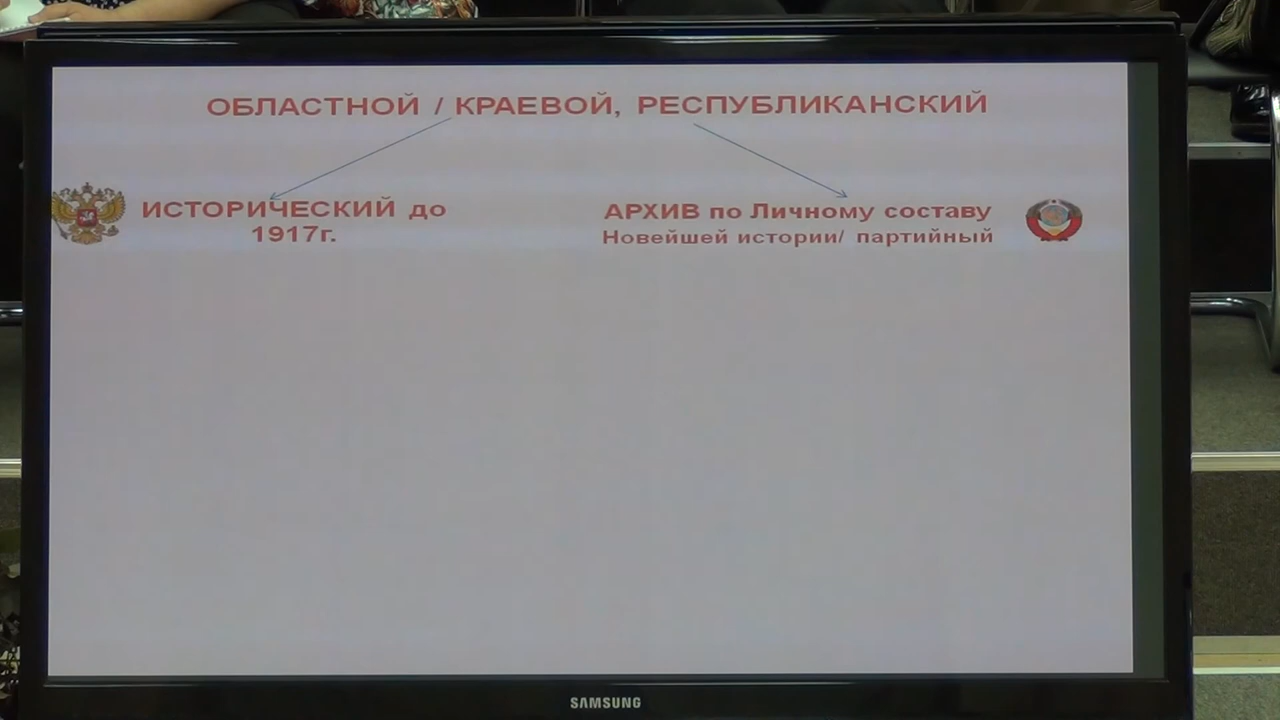 ОБЛАСТНОЙ / КРАЕВОЙ, РЕСПУБЛИКАНСКИЙ
ИСТОРИЧЕСКИЙ до
1917г.
АРХИВ по Личному составу
Новейшей истории/ партийный
SAMSUNG